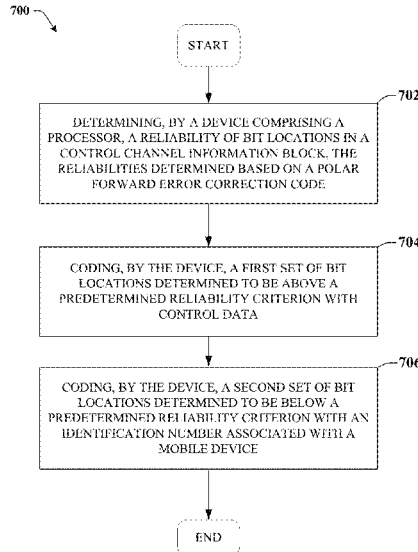 700
START
702
DETERMINING, BY A DEVICE COMPRISING A
PROCESSOR, A RELIABILITY OF BIT LOCATIONS IN A
CONTROL CHANNEL INFORMATION BLOCK, THE
RELIABILITIES DETERMINED BASED ON A POLAR
FORWARD ERROR CORRECTION CODE
704
CODING, BY THE DEVICE, A FIRST SET OF BIT
LOCATIONS DETERMINED TO BE ABOVE A
PREDETERMINED RELIABILITY CRITERION WITH
CONTROL DATA
706
CODING, BY THE DEVICE, A SECOND SET OF BIT
LOCATIONS DETERMINED TO BE BELOW A
PREDETERMINED RELIABILITY CRITERION WITH AN
IDENTIFICATION NUMBER ASSOCIATED WITH A
MOBILE DEVICE
END